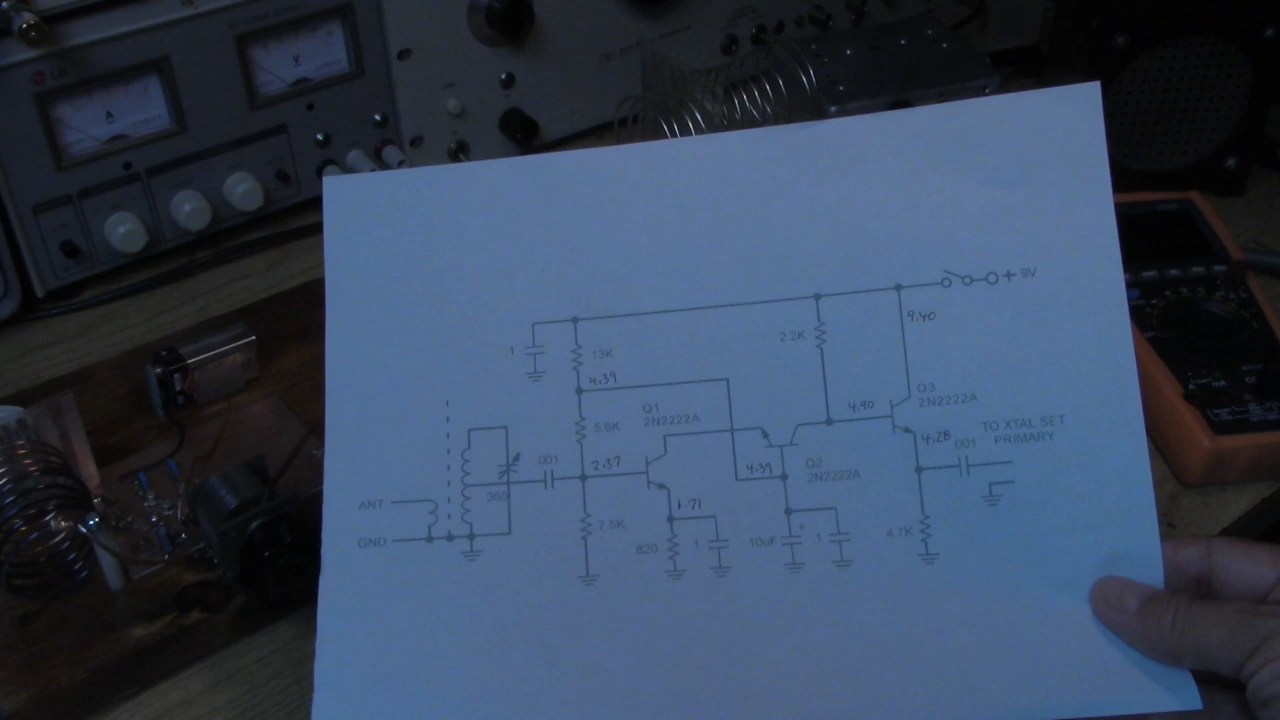 LG
V
A
+ 9V
9.40
2.2K
1
13K
4.39
Q3
2N2222A
Q1
2N2222A
4.90
5.6K
TO XTAL SET
PRIMARY
4.28
001
001
2.37
4.39
Q2
2N2222A
365
ANT
1.71
7.5K
GND
820
1
10uF
+
1
4.7K